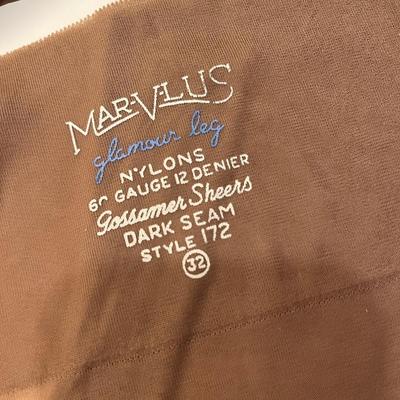 MAR-V-LUS
glamour leg
NYLONS
60 GAUGE 12 DENIER
Gossamer Sheers
DARK SEAM
STYLE 172
32